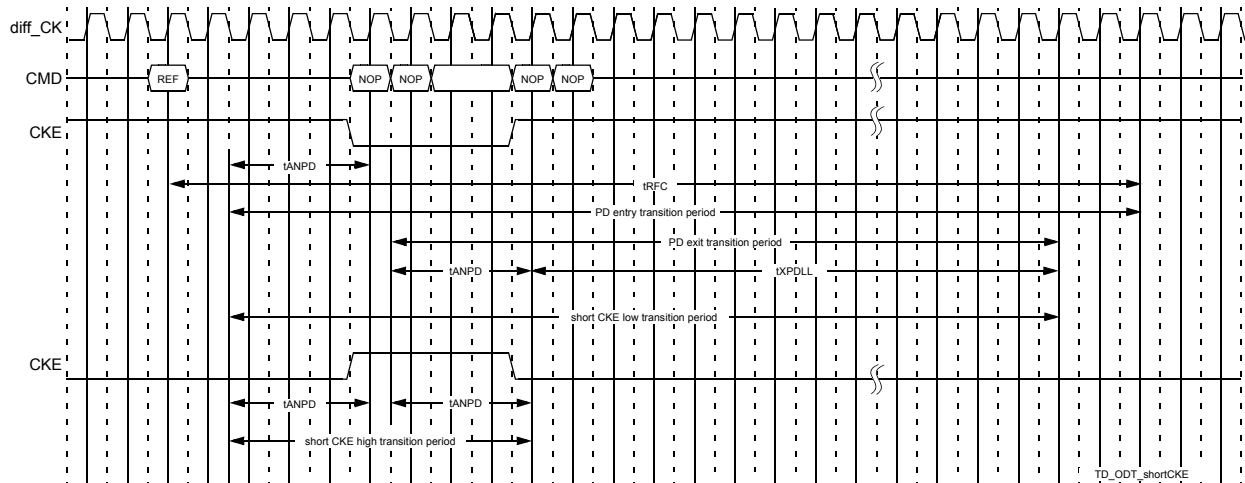 diff_CK
CMD
REF
NOP
NOP
NOP
NOP
CKE
tANPD
tRFC
PD entry transition period
PD exit transition period
tANPD
tXPDLL
short CKE low transition period
CKE
tANPD
tANPD
short CKE high transition period
TD_ODT_shortCKE